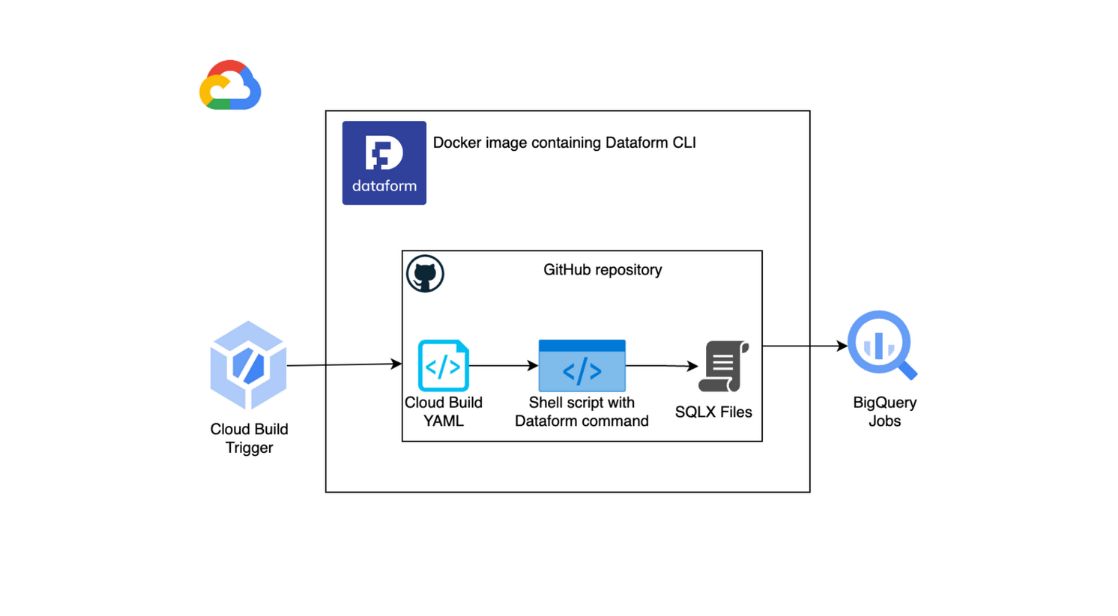 dataform
Docker image containing Dataform CLI
GitHub repository
Cloud Build
YAML
Shell script with
Dataform command
SQLX Files
Cloud Build
Trigger
BigQuery
Jobs